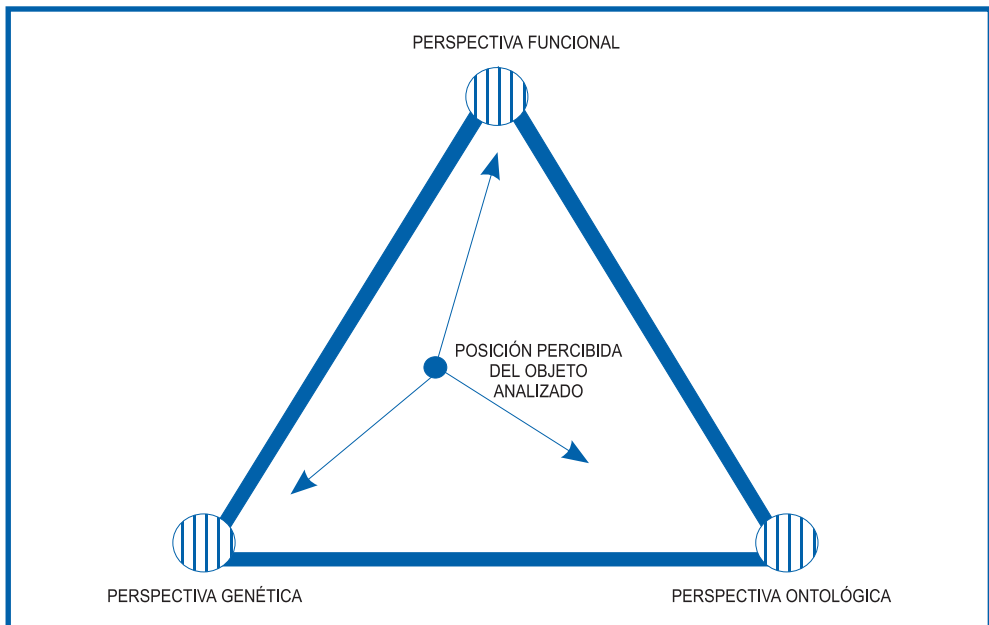 PERSPECTIVA FUNCIONAL
POSICIÓN PERCIBIDA
DEL OBJETO
ANALIZADO
PERSPECTIVA GENÉTICA
PERSPECTIVA ONTOLÓGICA